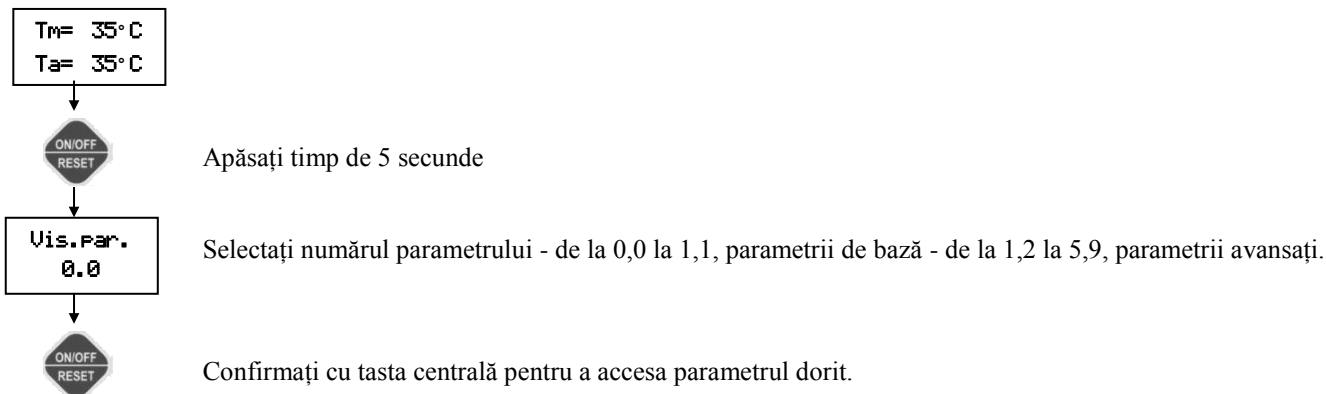 Tm= 35°C
Ta= 35°C
ON/OFF
RESET
Apăsați timp de 5 secunde
Vis.par.
0.0
Selectați numărul parametrului - de la 0,0 la 1,1, parametrii de bază - de la 1,2 la 5,9, parametrii avansați.
ON/OFF
RESET
Confirmați cu tasta centrală pentru a accesa parametrul dorit.